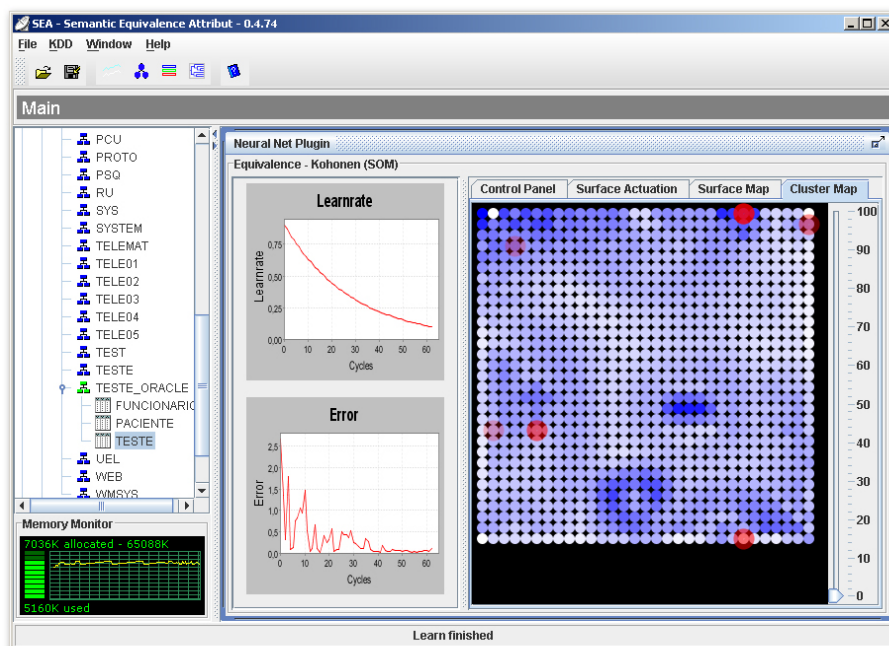 SEA - Semantic Equivalence Attribut - 0.4.74
File KDD Window Help
Main
PCU
PROTO
PSQ
RU
SYS
SYSTEM
TELEMAT
TELE01
TELE02
TELE03
TELE04
TELE05
TEST
TESTE
TESTE_ORACLE
FUNCIONARIO
PACIENTE
TESTE
UEL
WEB
WMSYS
Memory Monitor
7036K allocated - 65088K
5160K used
Neural Net Plugin
Equivalence - Kohonen (SOM)
Learnrate
Learnrate
0,75
0,50
0,25
0,00
0 10 20 30 40 50 60
Cycles
Error
Error
2,5
2,0
1,5
1,0
0,5
0,0
0 10 20 30 40 50 60
Cycles
Control Panel Surface Actuation Surface Map Cluster Map
100
90
80
70
60
50
40
30
20
10
0
Learn finished